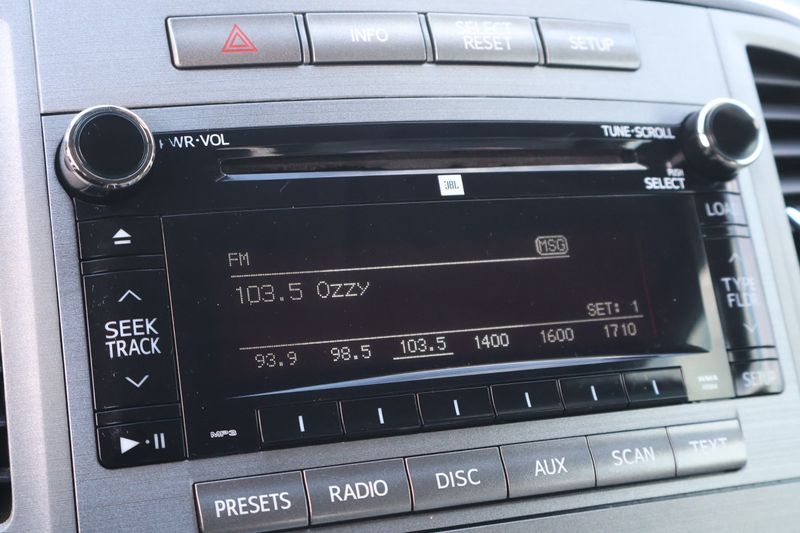 INFO
SELECT RESET
SETUP
PWR·VOL
TUNE·SCROLL
JBL
PUSH
SELECT
LOAD
FM
MSG
103.5 Ozzy
SET: 1
93.9 98.5 103.5 1400 1600 1710
SEEK
TRACK
TYPE
FLDR
SETUP
MP3
WMA
PRESETS
RADIO
DISC
AUX
SCAN
TEXT